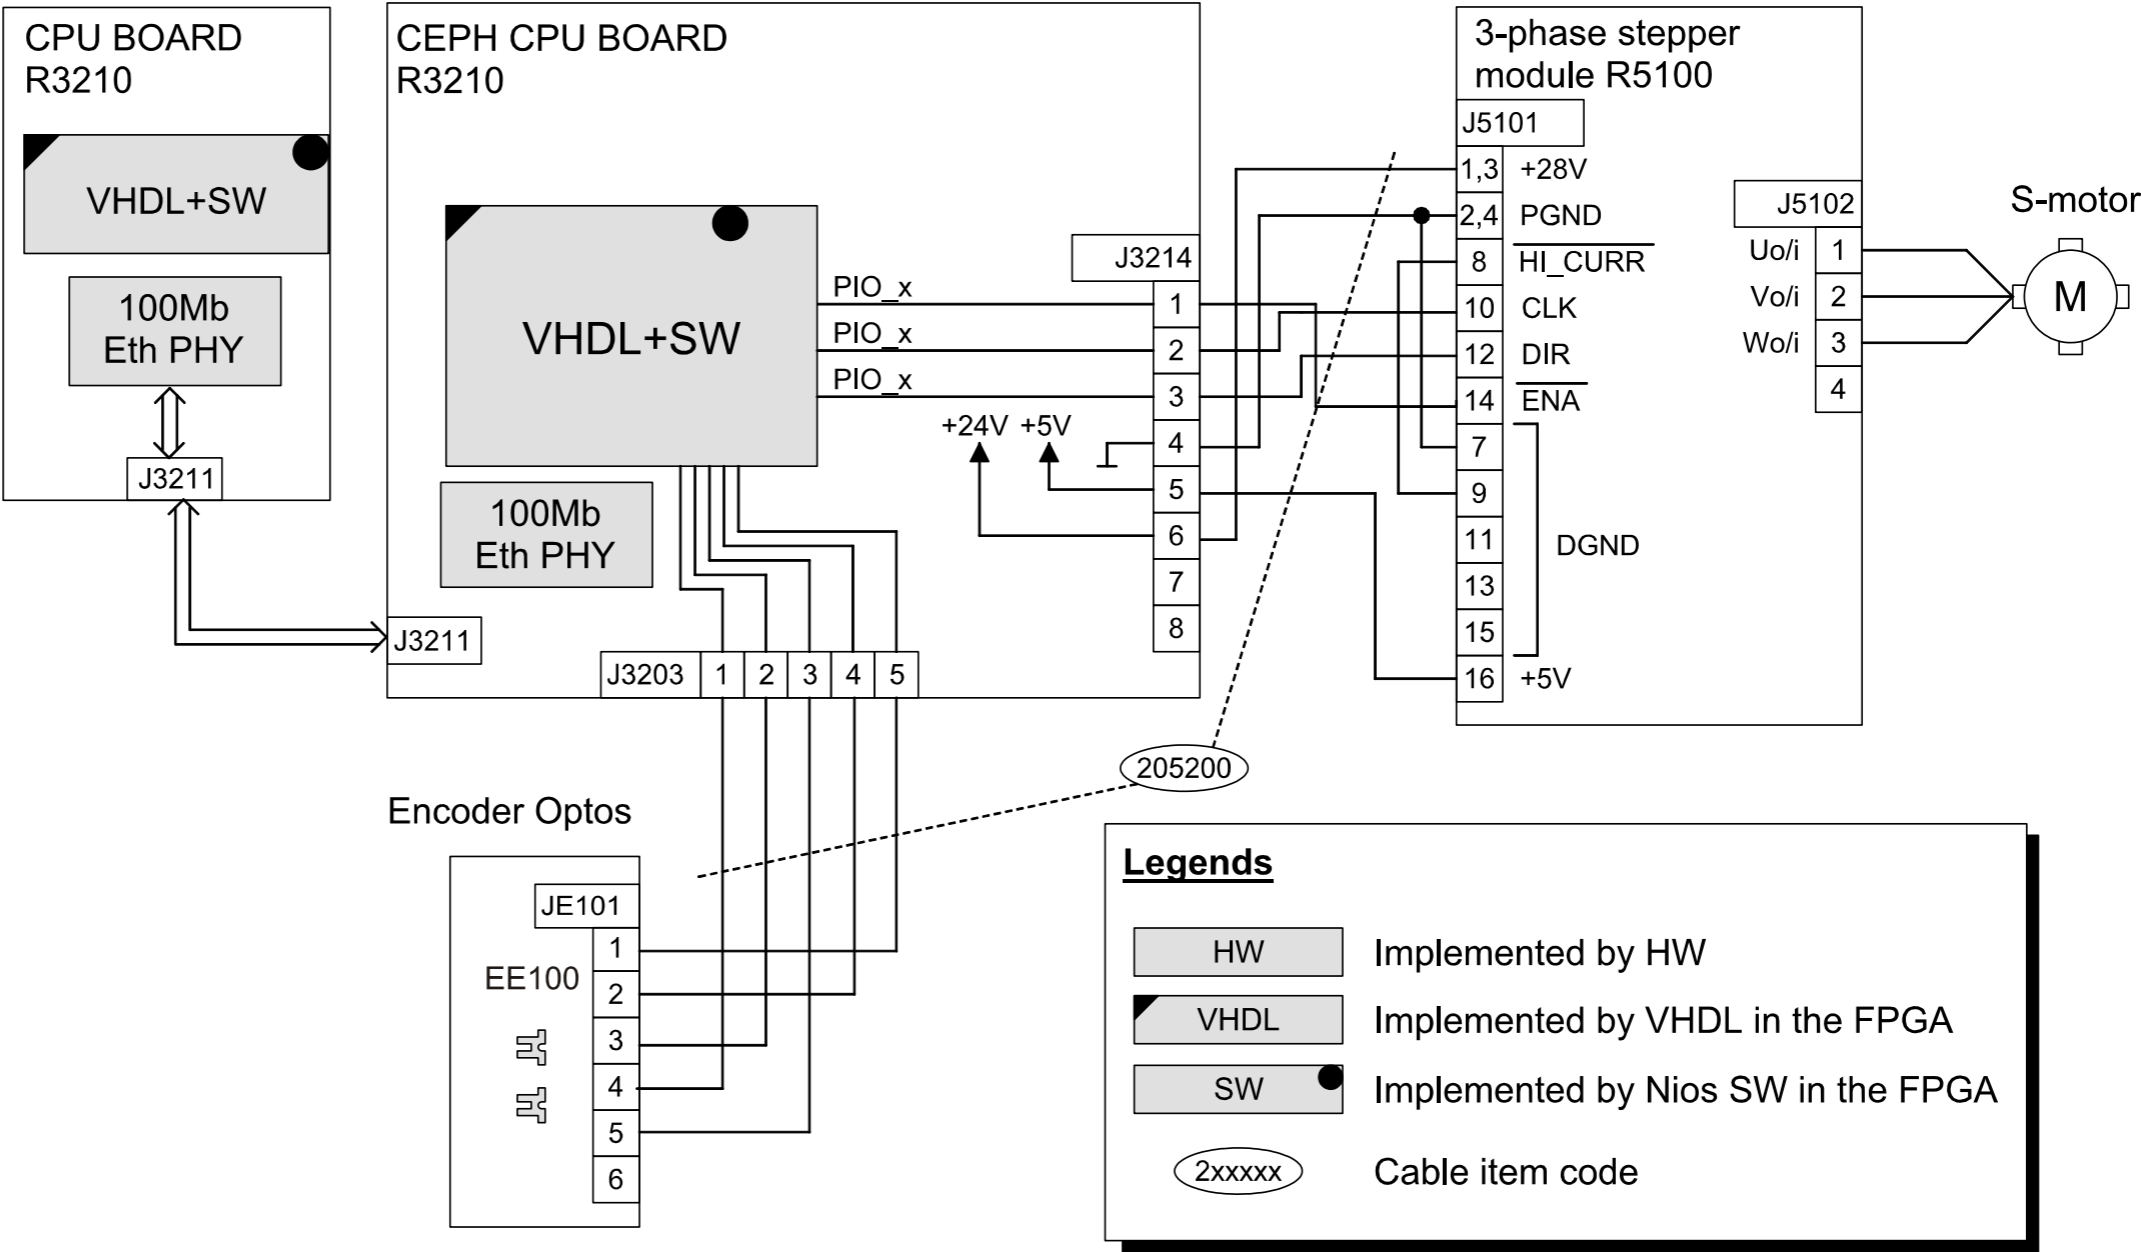 CPU BOARD
R3210
VHDL+SW
100Mb
Eth PHY
J3211
CEPH CPU BOARD
R3210
VHDL+SW
PIO_x
PIO_x
PIO_x
+24V +5V
100Mb
Eth PHY
J3211
J3203 1 2 3 4 5
J3214
1
2
3
4
5
6
7
8
3-phase stepper
module R5100
J5101
1,3 +28V
2,4 PGND
8 HI_CURR
10 CLK
12 DIR
14 ENA
7
9
11
13
15
DGND
16 +5V
J5102
Uo/i 1
Vo/i 2
Wo/i 3
4
S-motor
M
205200
Encoder Optos
JE101
EE100
1
2
3
4
5
6
Legends
HW Implemented by HW
VHDL Implemented by VHDL in the FPGA
SW Implemented by Nios SW in the FPGA
2xxxxx Cable item code